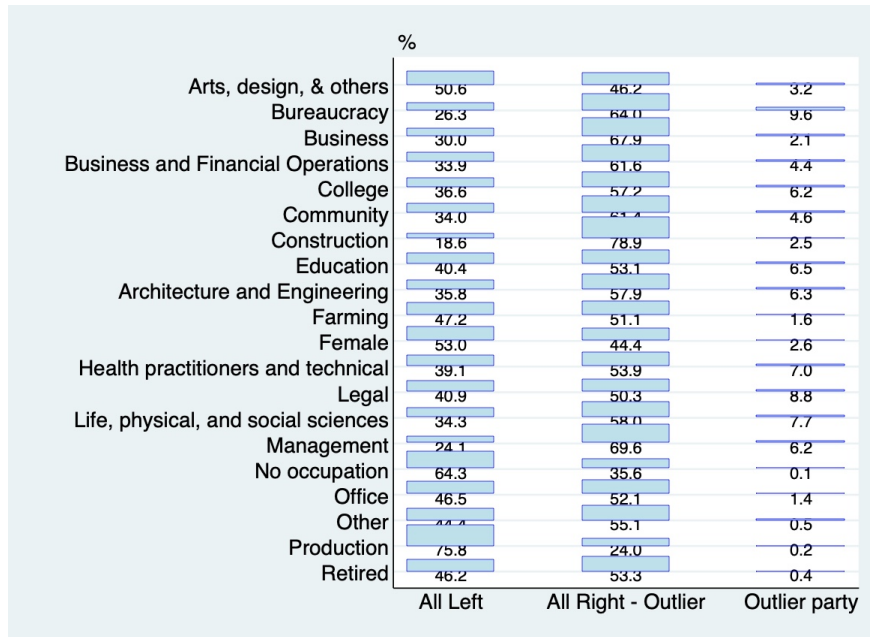 %
Arts, design, & others 50.6 46.2 3.2
Bureaucracy 26.3 64.0 9.6
Business 30.0 67.9 2.1
Business and Financial Operations 33.9 61.6 4.4
College 36.6 57.2 6.2
Community 34.0 61.4 4.6
Construction 18.6 78.9 2.5
Education 40.4 53.1 6.5
Architecture and Engineering 35.8 57.9 6.3
Farming 47.2 51.1 1.6
Female 53.0 44.4 2.6
Health practitioners and technical 39.1 53.9 7.0
Legal 40.9 50.3 8.8
Life, physical, and social sciences 34.3 58.0 7.7
Management 24.1 69.6 6.2
No occupation 64.3 35.6 0.1
Office 46.5 52.1 1.4
Other 44.4 55.1 0.5
Production 75.8 24.0 0.2
Retired 46.2 53.3 0.4
All Left All Right - Outlier Outlier party